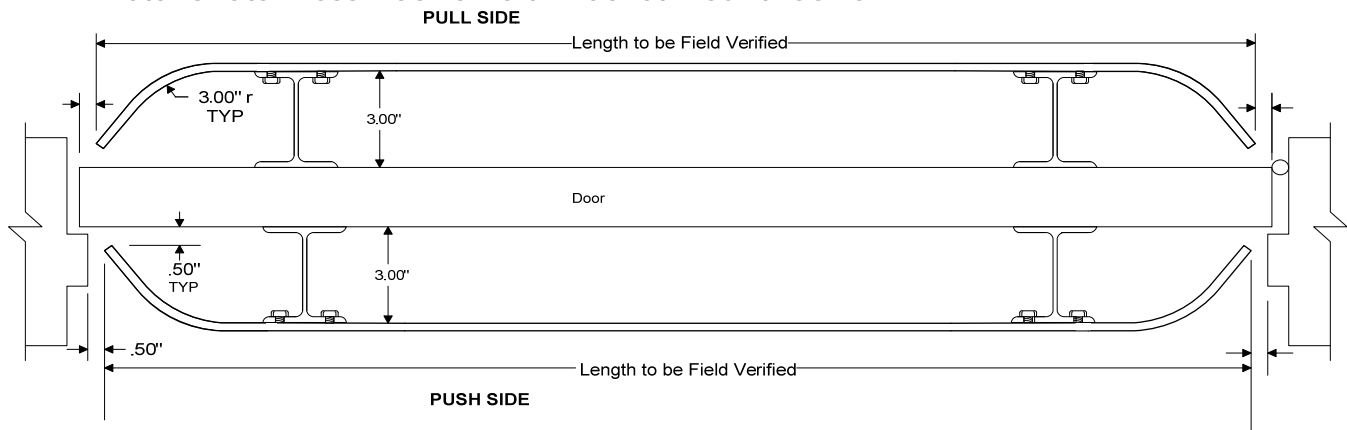 PULL SIDE
Length to be Field Verified
3.00" r
TYP
3.00"
Door
.50"
TYP
3.00"
.50"
Length to be Field Verified
PUSH SIDE